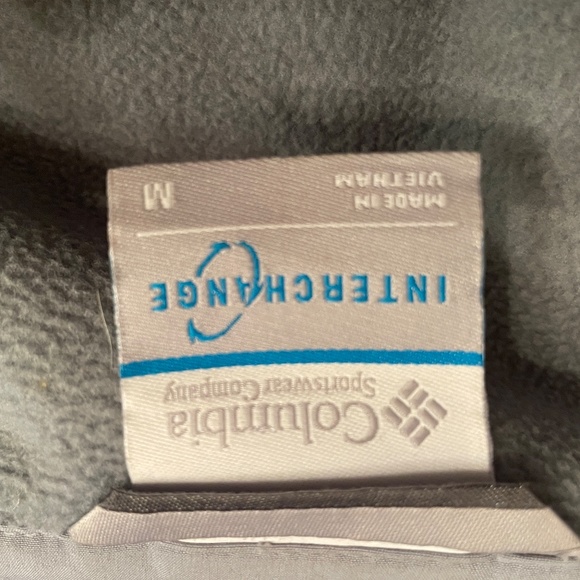 Columbia
Sportswear Company
INTERCHANGE
MADE IN
VIETNAM
M